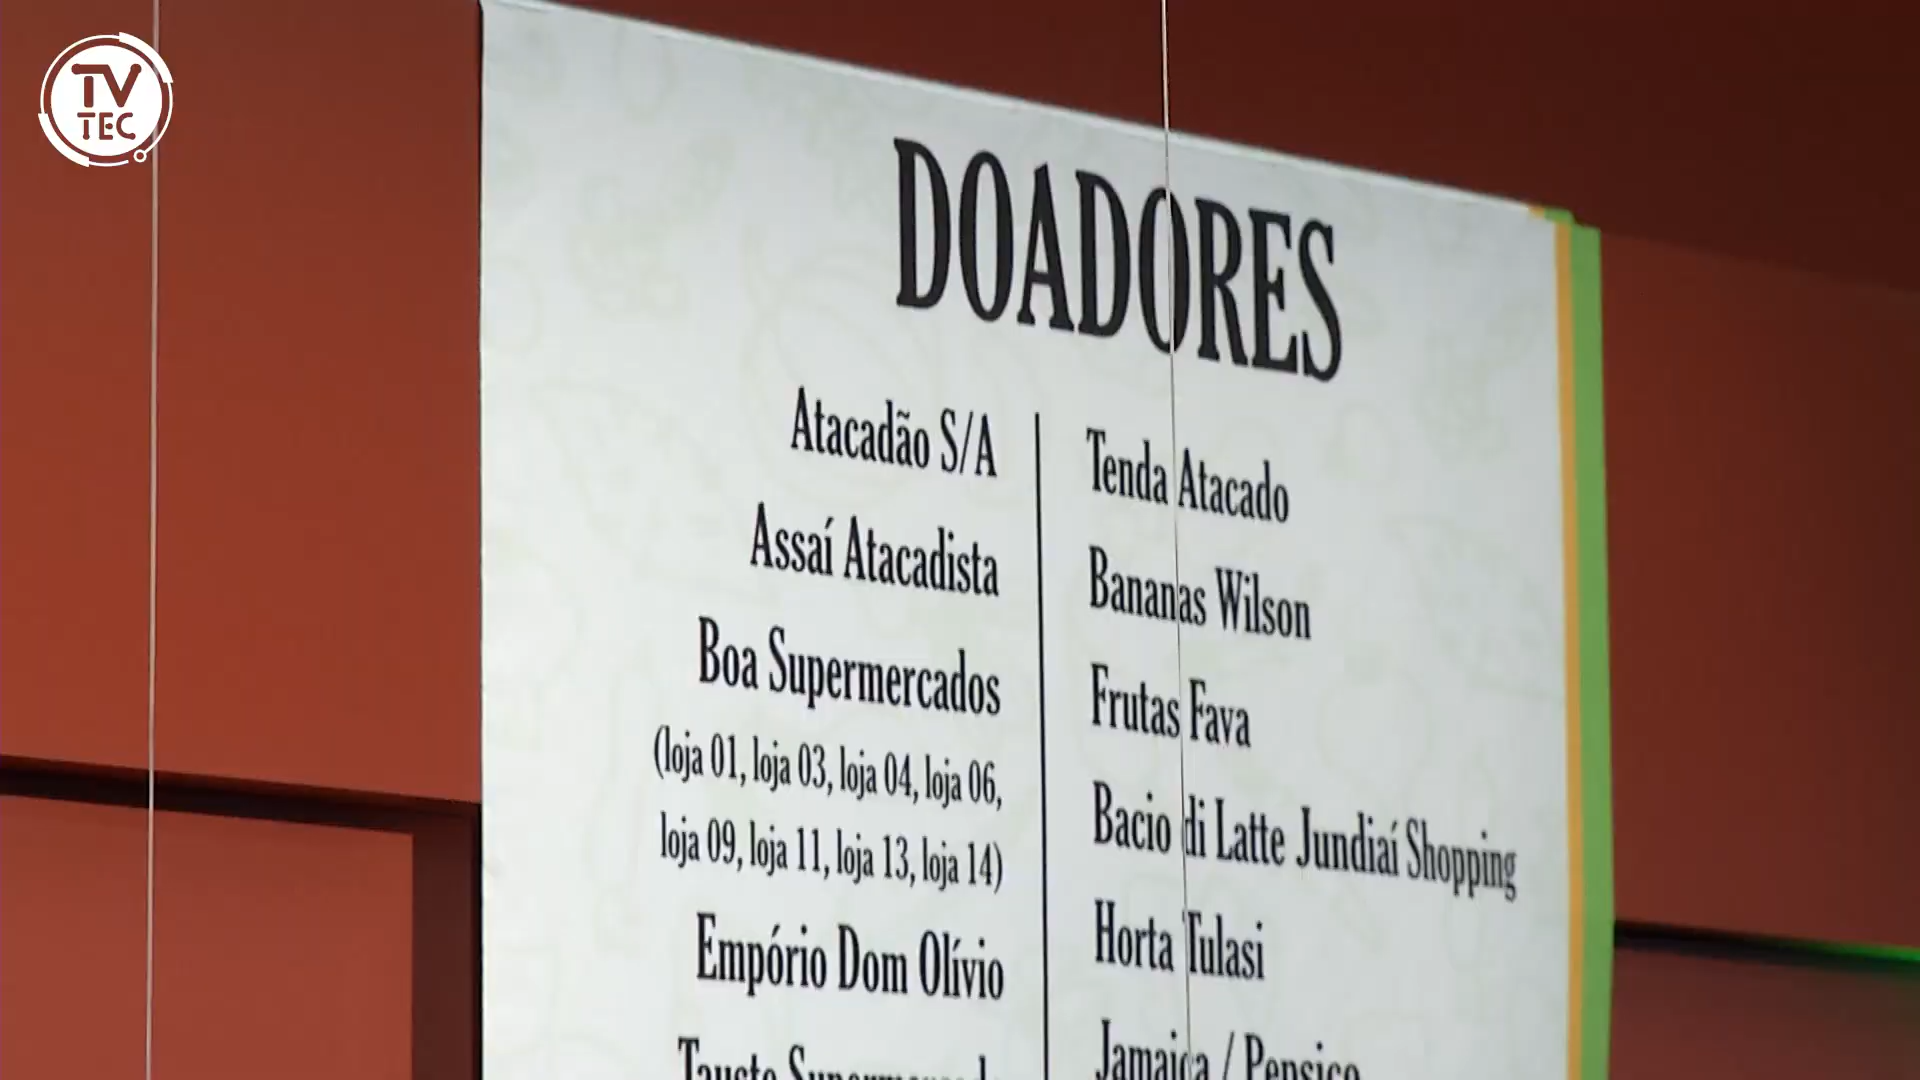 TV
TEC
DOADORES
Atacadão S/A
Assaí Atacadista
Boa Supermercados
(loja 01, loja 03, loja 04, loja 06,
loja 09, loja 11, loja 13, loja 14)
Empório Dom Olívio
Tenda Atacado
Bananas Wilson
Frutas Fava
Bacio di Latte Jundiaí Shopping
Horta Tulasi
Jamaica /